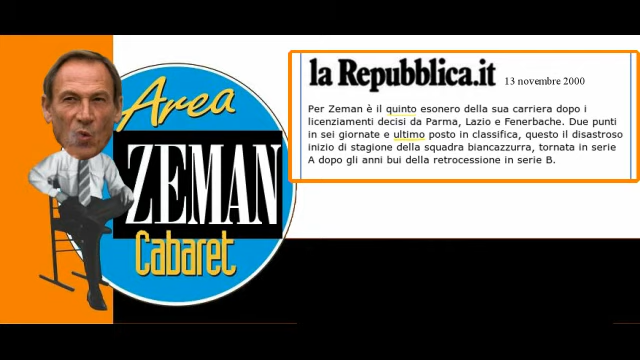 Area
ZEMAN
Cabaret
la Repubblica.it 13 novembre 2000
Per Zeman è il quinto esonero della sua carriera dopo i
licenziamenti decisi da Parma, Lazio e Fenerbache. Due punti
in sei giornate e ultimo posto in classifica, questo il disastroso
inizio di stagione della squadra biancazzurra, tornata in serie
A dopo gli anni bui della retrocessione in serie B.